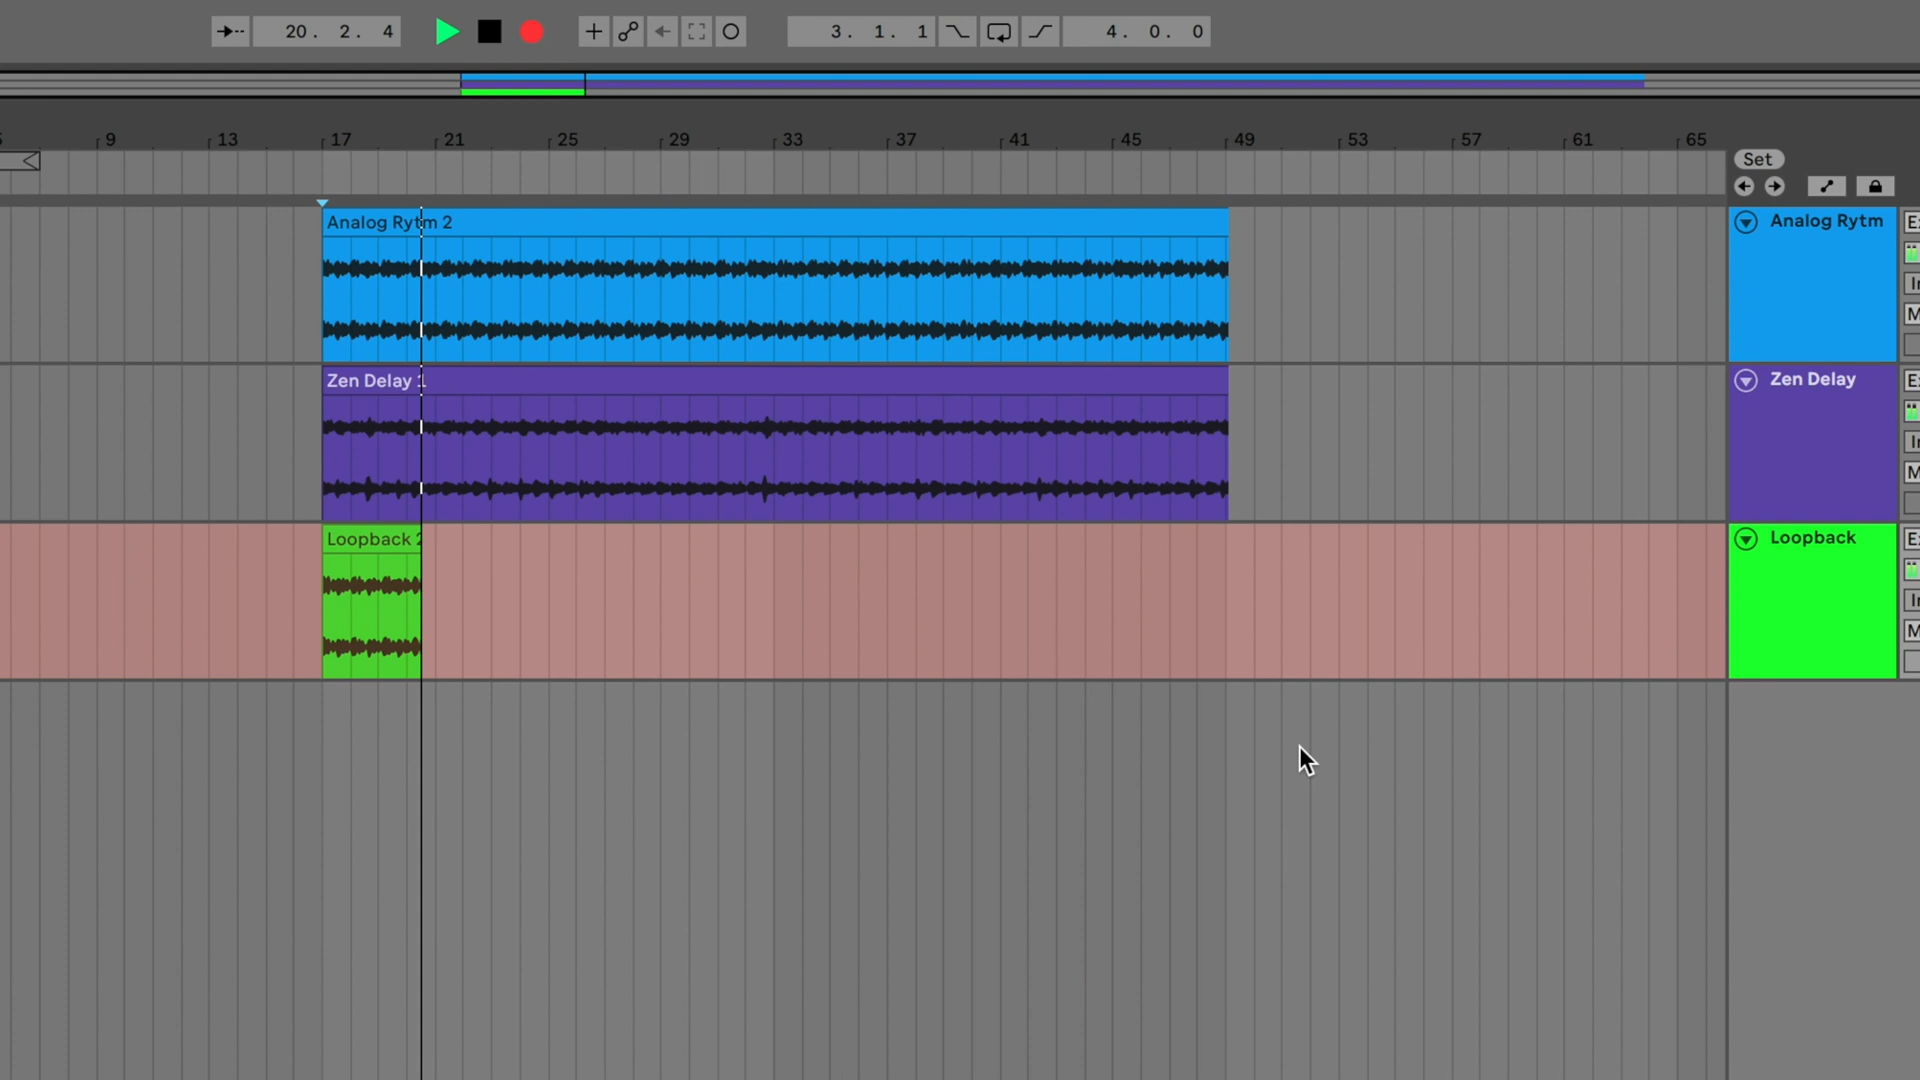 20. 2. 4
3. 1. 1
4. 0. 0
9 13 17 21 25 29 33 37 41 45 49 53 57 61 65
Set
Analog Rytm 2
Analog Rytm
Zen Delay 1
Zen Delay
Loopback 2
Loopback